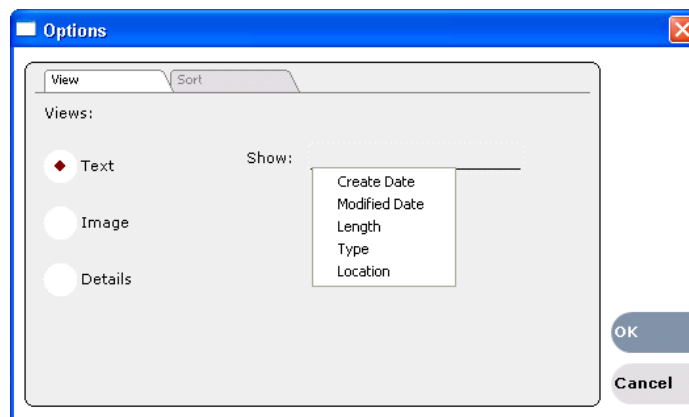 Options
View
Sort
Views:
Text
Show:
Create Date
Modified Date
Length
Type
Location
Image
Details
OK
Cancel